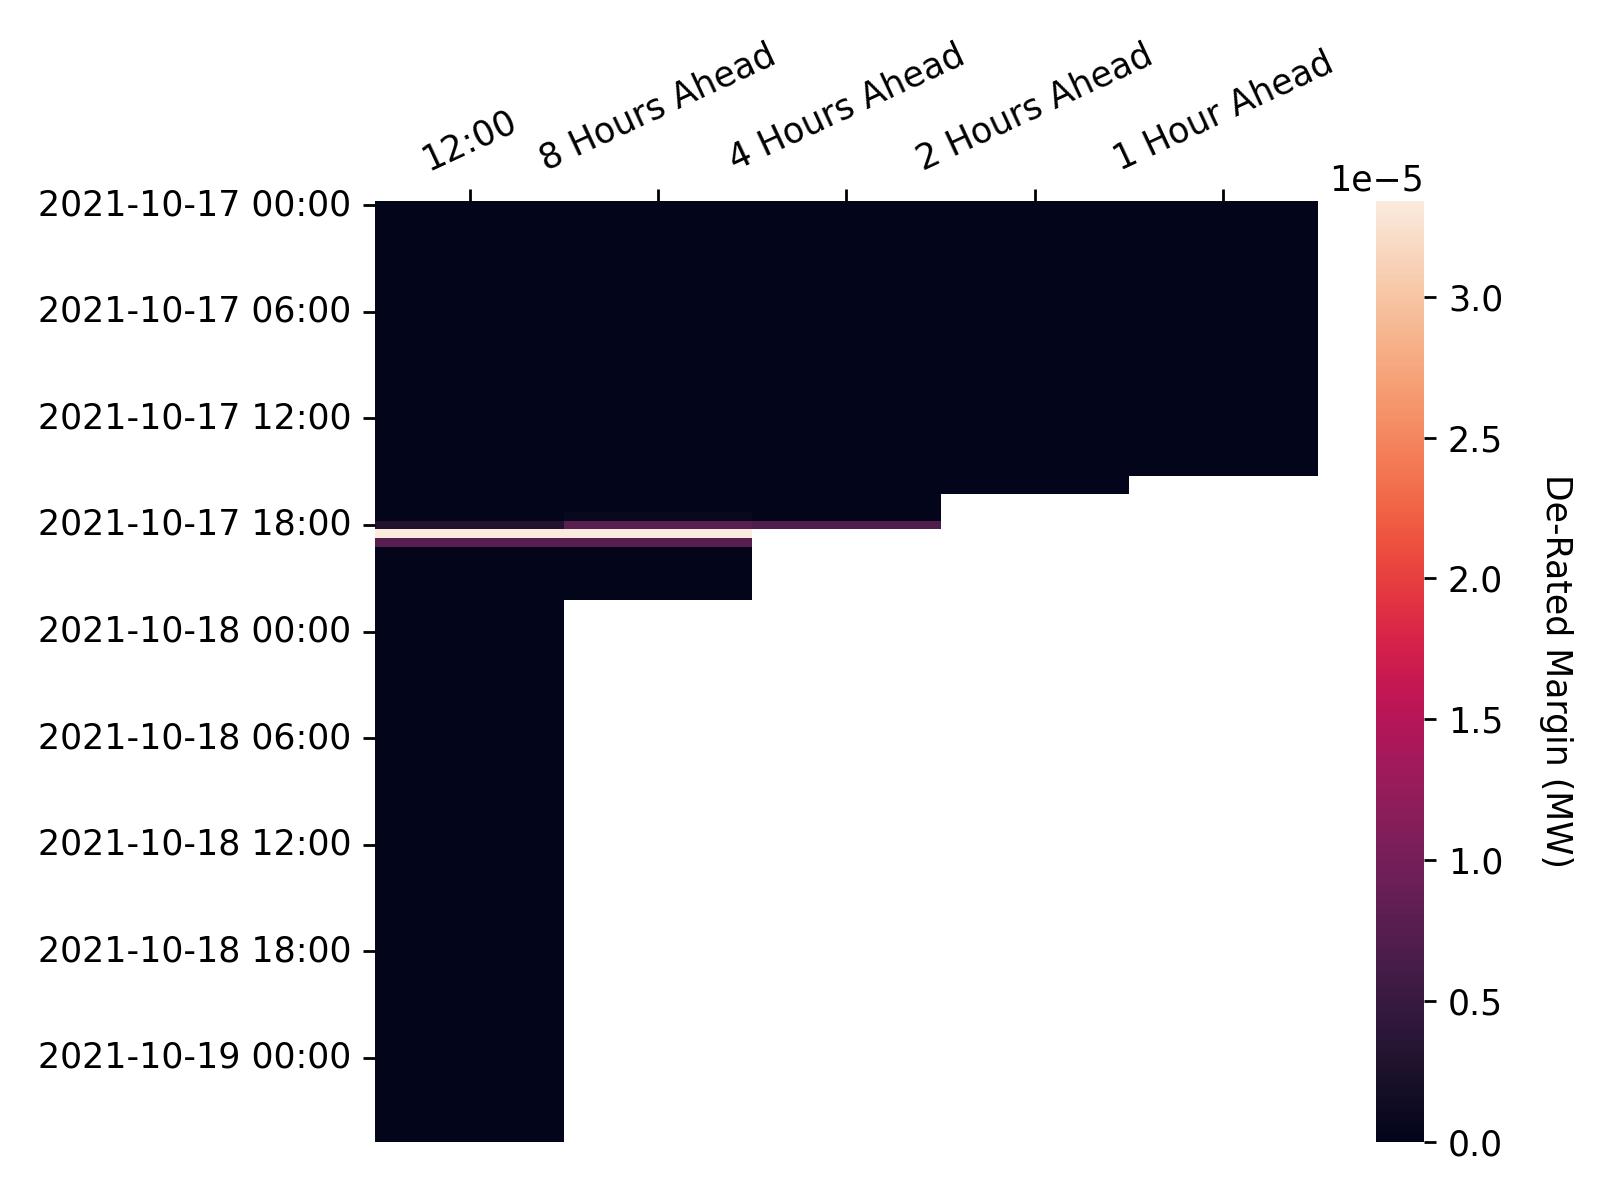 12:00
8 Hours Ahead
4 Hours Ahead
2 Hours Ahead
1 Hour Ahead
1e−5
2021-10-17 00:00
2021-10-17 06:00
2021-10-17 12:00
2021-10-17 18:00
2021-10-18 00:00
2021-10-18 06:00
2021-10-18 12:00
2021-10-18 18:00
2021-10-19 00:00
3.0
2.5
2.0
1.5
1.0
0.5
0.0
De-Rated Margin (MW)